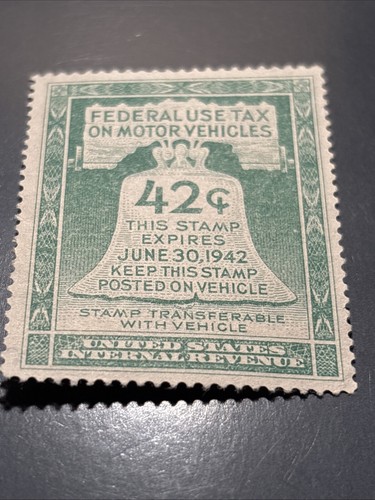 FEDERAL USE TAX
ON MOTOR VEHICLES
42¢
THIS STAMP
EXPIRES
JUNE 30, 1942
KEEP THIS STAMP
POSTED ON VEHICLE
STAMP TRANSFERABLE
WITH VEHICLE
UNITED STATES
INTERNAL REVENUE